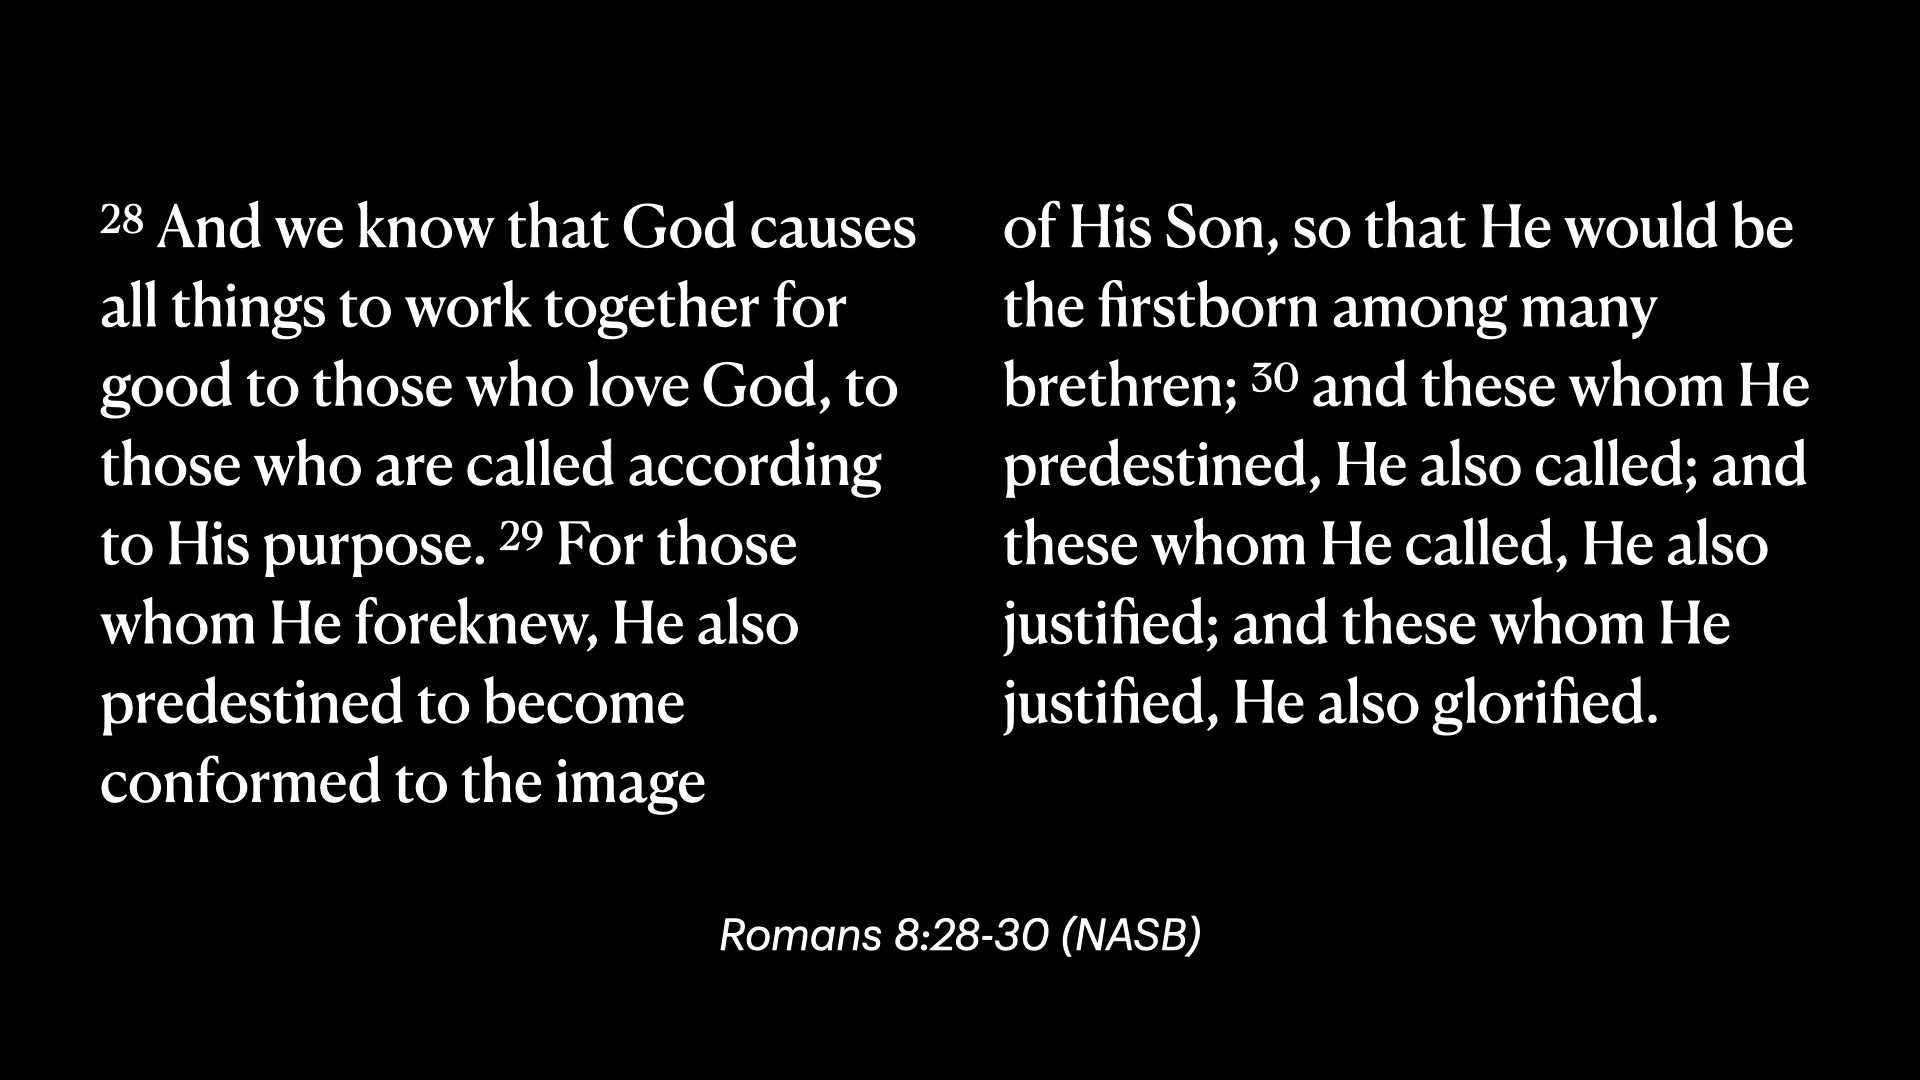 28 And we know that God causes
all things to work together for
good to those who love God, to
those who are called according
to His purpose. 29 For those
whom He foreknew, He also
predestined to become
conformed to the image
of His Son, so that He would be
the firstborn among many
brethren; 30 and these whom He
predestined, He also called; and
these whom He called, He also
justified; and these whom He
justified, He also glorified.
Romans 8:28-30 (NASB)